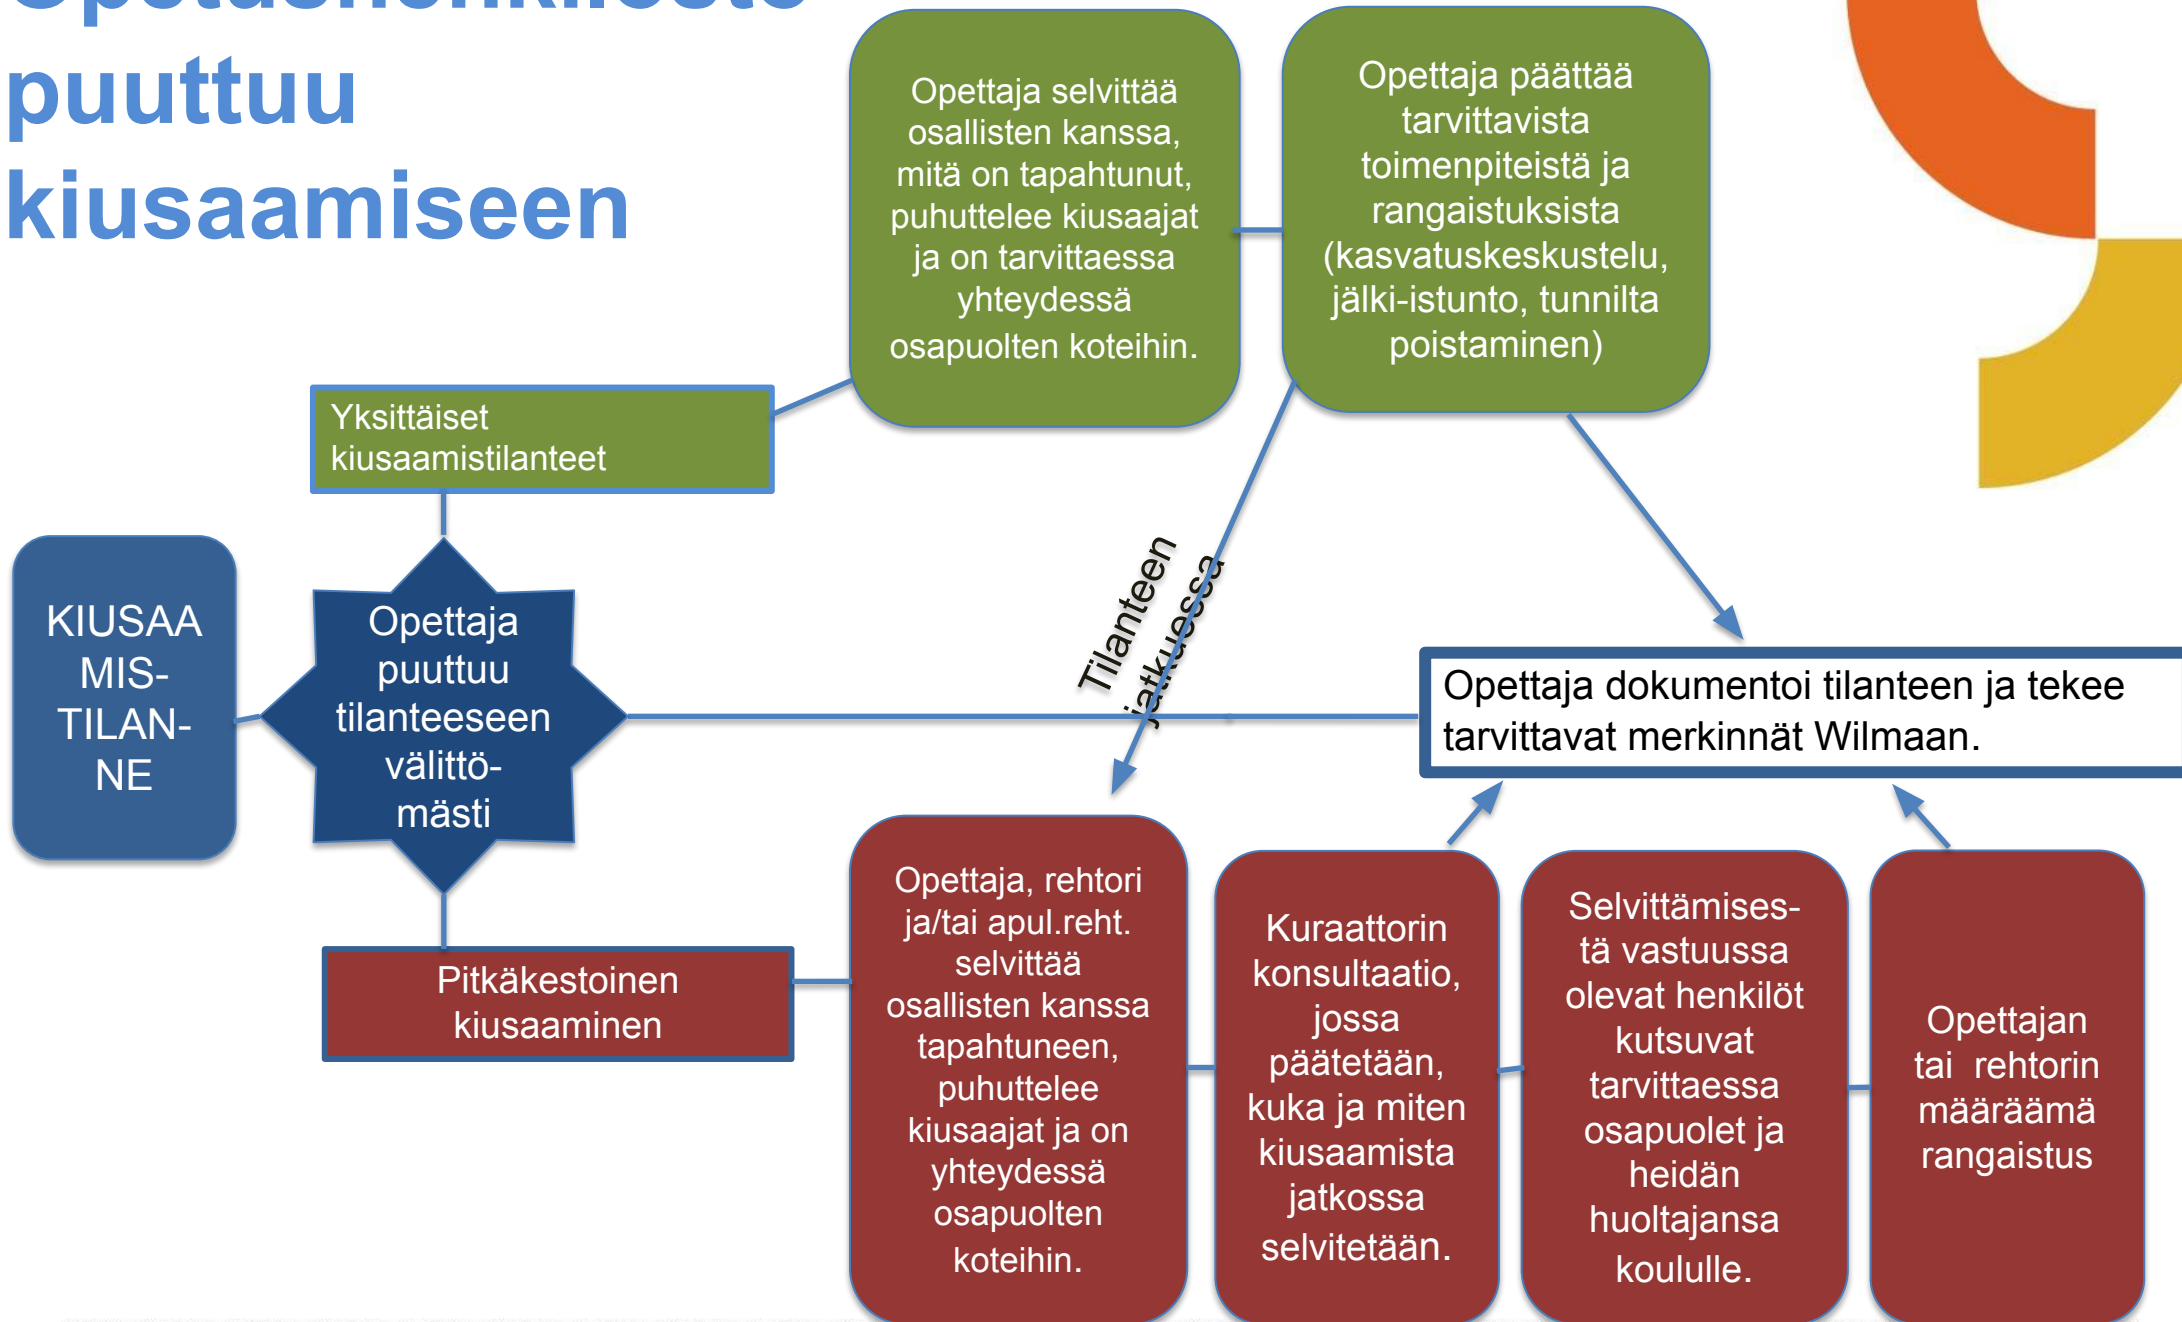 Opetushenkilöstö
puuttuu
kiusaamiseen
Opettaja selvittää
osallisten kanssa,
mitä on tapahtunut,
puhuttelee kiusaajat
ja on tarvittaessa
yhteydessä
osapuolten koteihin.
Opettaja päättää
tarvittavista
toimenpiteistä ja
rangaistuksista
(kasvatuskeskustelu,
jälki-istunto, tunnilta
poistaminen)
Yksittäiset
kiusaamistilanteet
KIUSAA
MIS-
TILAN-
NE
Opettaja
puuttuu
tilanteeseen
välittö-
mästi
Tilanteen
jatkuessa
Opettaja dokumentoi tilanteen ja tekee
tarvittavat merkinnät Wilmaan.
Pitkäkestoinen
kiusaaminen
Opettaja, rehtori
ja/tai apul.reht.
selvittää
osallisten kanssa
tapahtuneen,
puhuttelee
kiusaajat ja on
yhteydessä
osapuolten
koteihin.
Kuraattorin
konsultaatio,
jossa
päätetään,
kuka ja miten
kiusaamista
jatkossa
selvitetään.
Selvittämises-
tä vastuussa
olevat henkilöt
kutsuvat
tarvittaessa
osapuolet ja
heidän
huoltajansa
koululle.
Opettajan
tai rehtorin
määräämä
rangaistus